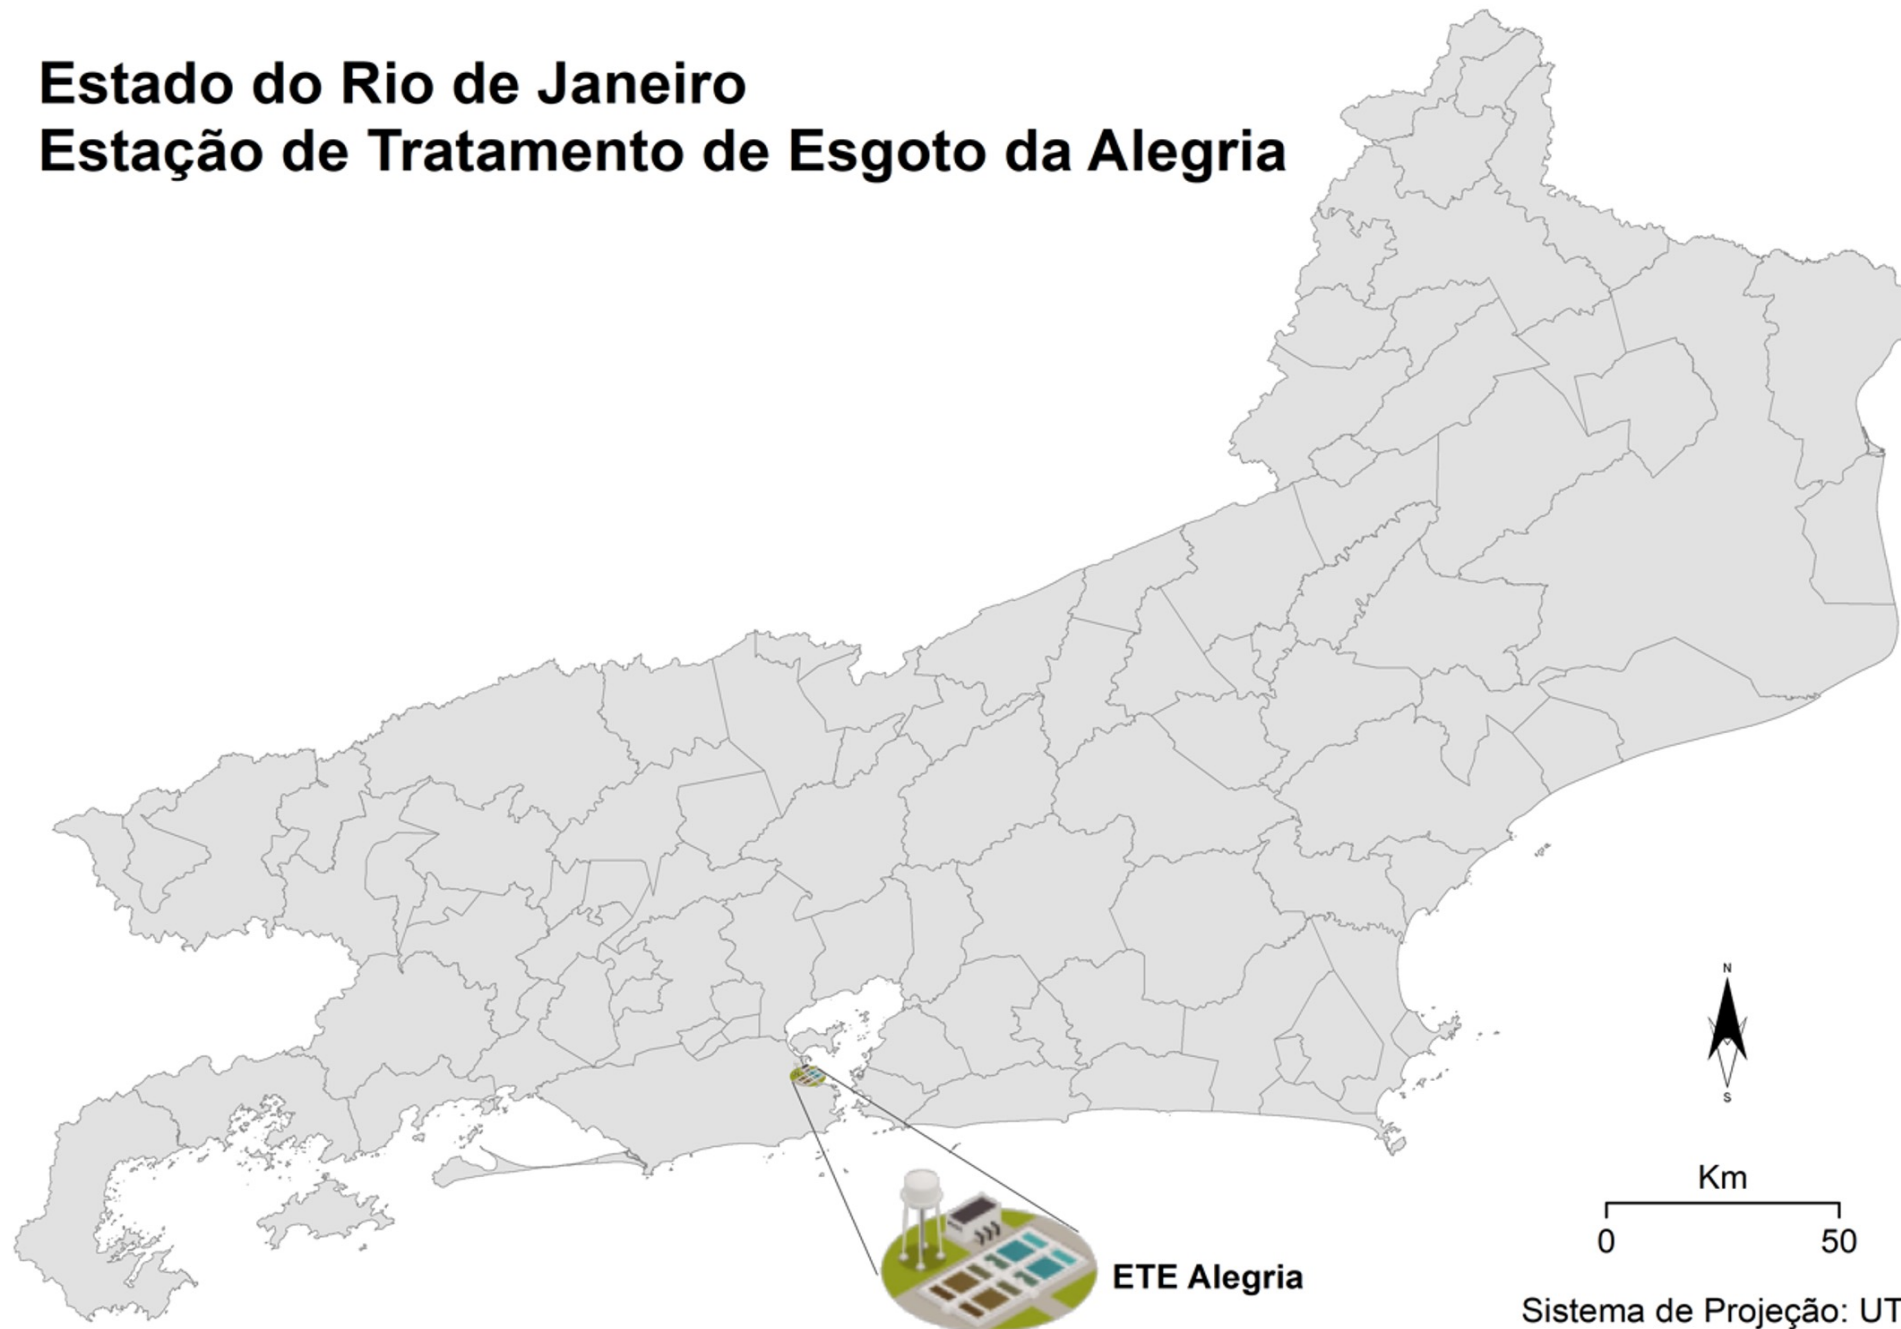 Estado do Rio de Janeiro
Estação de Tratamento de Esgoto da Alegria
N
S
Km
0 50
ETE Alegria
Sistema de Projeção: UT